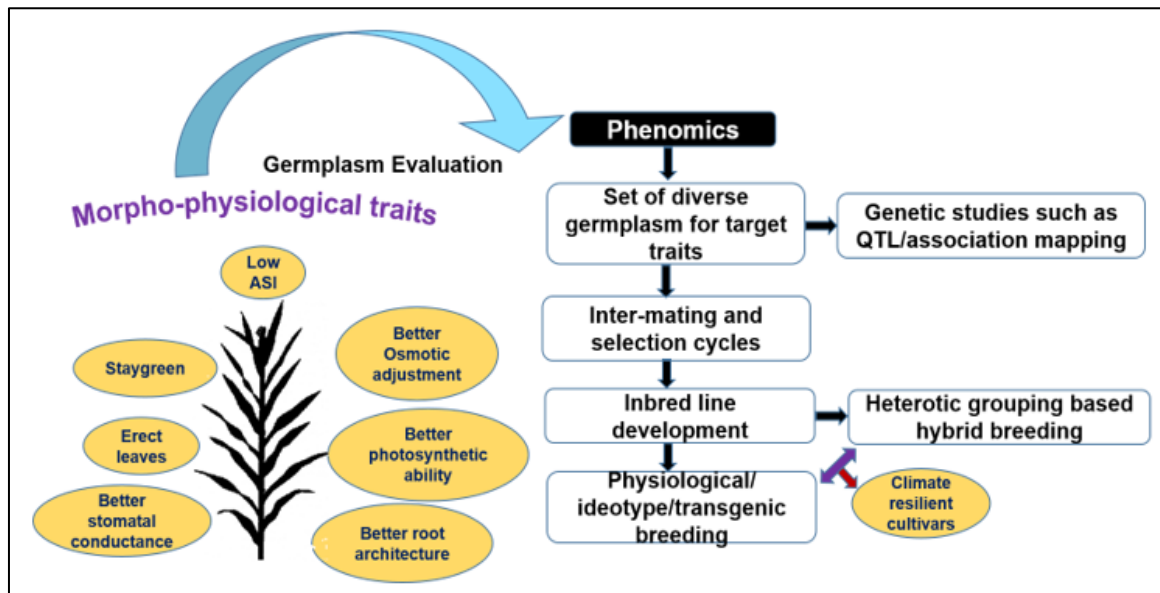 Phenomics
Germplasm Evaluation
Morpho-physiological traits
Set of diverse
germplasm for target
traits
Genetic studies such as
QTL/association mapping
Low
ASI
Staygreen
Erect
leaves
Better
stomatal
conductance
Better
Osmotic
adjustment
Better
photosynthetic
ability
Better root
architecture
Inter-mating and
selection cycles
Inbred line
development
Heterotic grouping based
hybrid breeding
Physiological/
ideotype/transgenic
breeding
Climate
resilient
cultivars